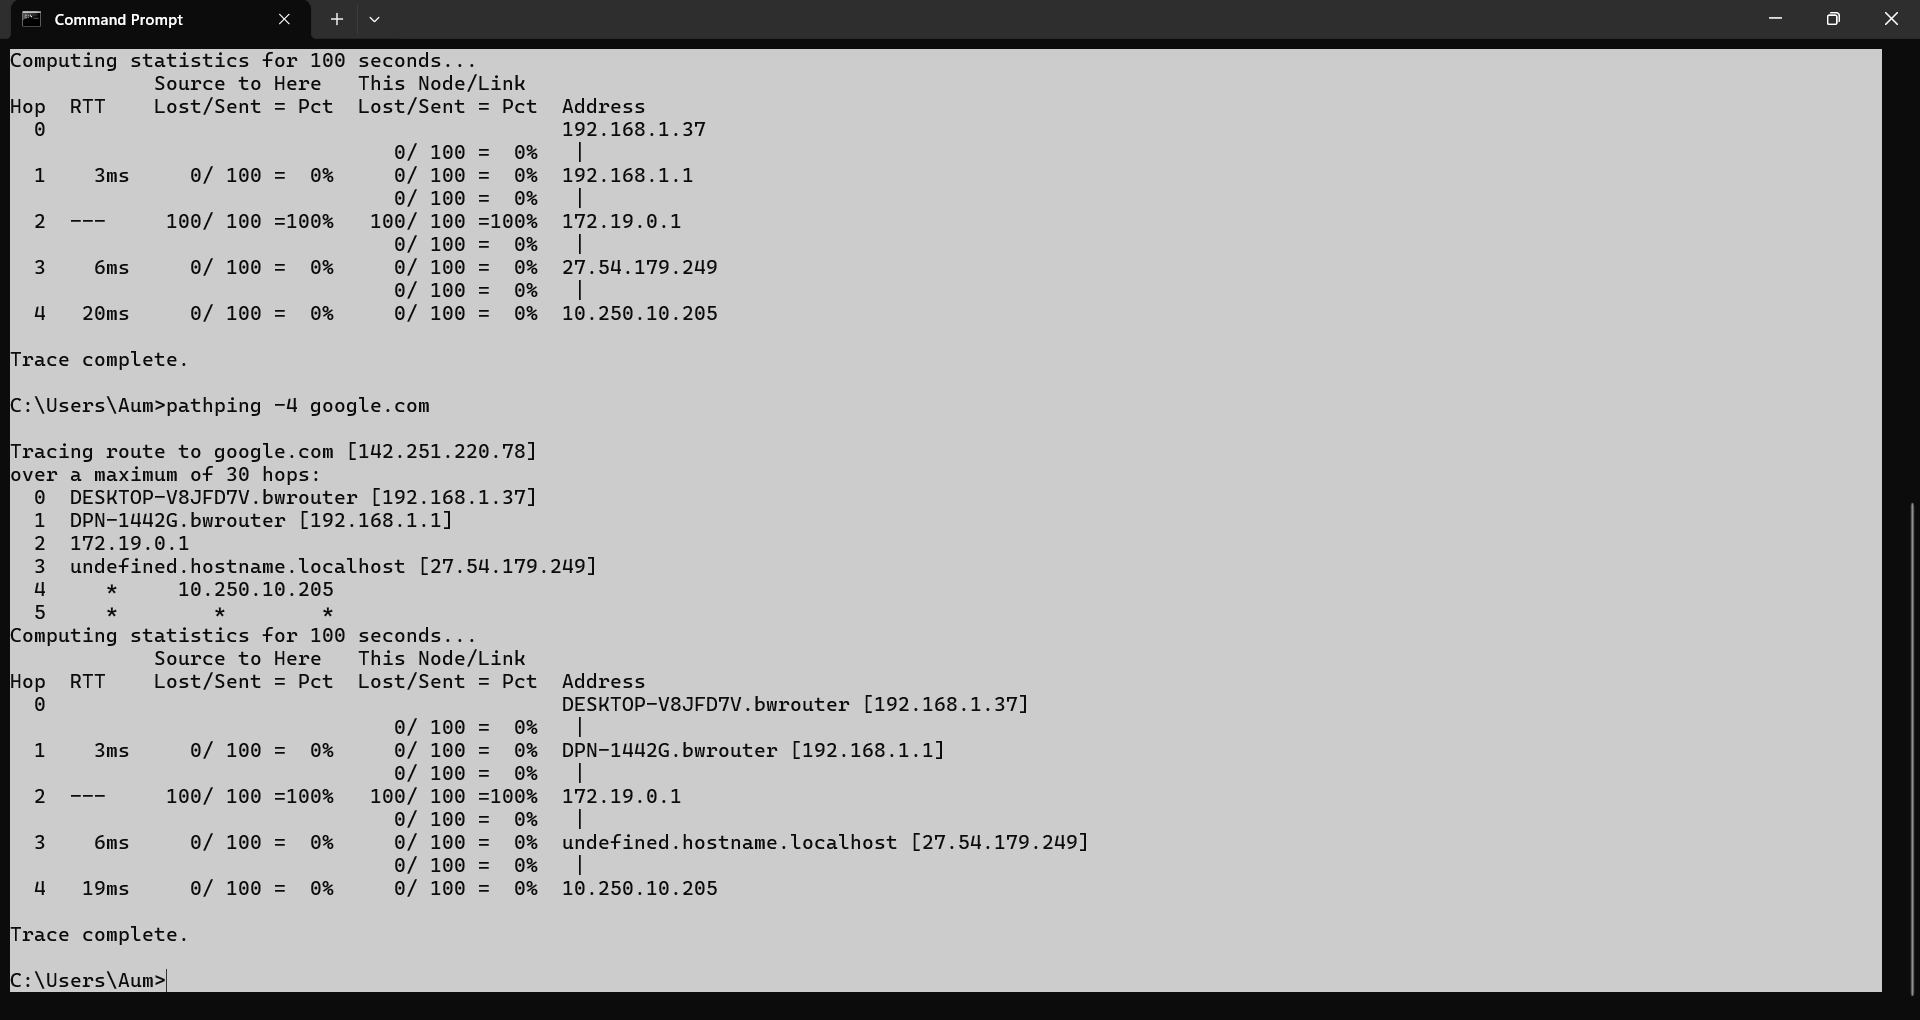 Command Prompt
Computing statistics for 100 seconds...
            Source to Here   This Node/Link
Hop  RTT    Lost/Sent = Pct  Lost/Sent = Pct  Address
  0                                           192.168.1.37
                                0/ 100 =  0%   |
  1    3ms     0/ 100 =  0%     0/ 100 =  0%  192.168.1.1
                                0/ 100 =  0%   |
  2  ---     100/ 100 =100%   100/ 100 =100%  172.19.0.1
                                0/ 100 =  0%   |
  3    6ms     0/ 100 =  0%     0/ 100 =  0%  27.54.179.249
                                0/ 100 =  0%   |
  4   20ms     0/ 100 =  0%     0/ 100 =  0%  10.250.10.205
Trace complete.
C:\Users\Aum>pathping -4 google.com
Tracing route to google.com [142.251.220.78]
over a maximum of 30 hops:
  0  DESKTOP-V8JFD7V.bwrouter [192.168.1.37]
  1  DPN-1442G.bwrouter [192.168.1.1]
  2  172.19.0.1
  3  undefined.hostname.localhost [27.54.179.249]
  4     *     10.250.10.205
  5     *        *        *
Computing statistics for 100 seconds...
            Source to Here   This Node/Link
Hop  RTT    Lost/Sent = Pct  Lost/Sent = Pct  Address
  0                                           DESKTOP-V8JFD7V.bwrouter [192.168.1.37]
                                0/ 100 =  0%   |
  1    3ms     0/ 100 =  0%     0/ 100 =  0%  DPN-1442G.bwrouter [192.168.1.1]
                                0/ 100 =  0%   |
  2  ---     100/ 100 =100%   100/ 100 =100%  172.19.0.1
                                0/ 100 =  0%   |
  3    6ms     0/ 100 =  0%     0/ 100 =  0%  undefined.hostname.localhost [27.54.179.249]
                                0/ 100 =  0%   |
  4   19ms     0/ 100 =  0%     0/ 100 =  0%  10.250.10.205
Trace complete.
C:\Users\Aum>